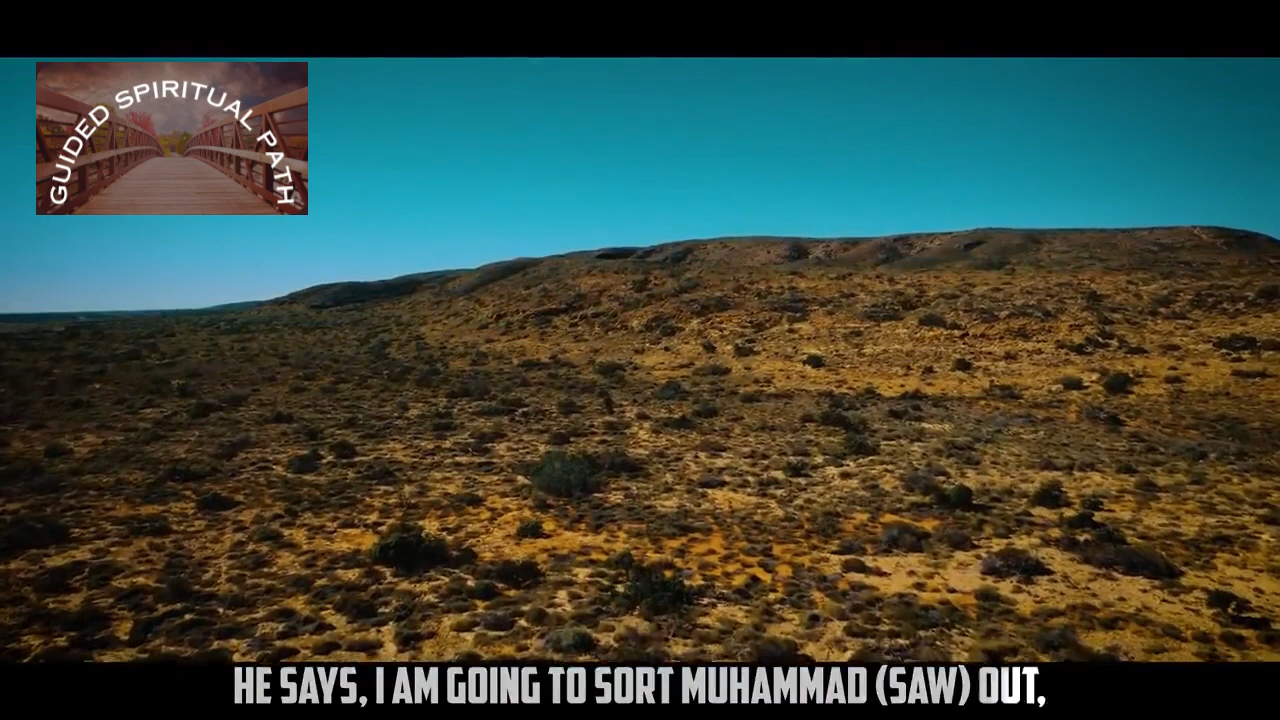 GUIDED SPIRITUAL PATH
HE SAYS, I AM GOING TO SORT MUHAMMAD (SAW) OUT,